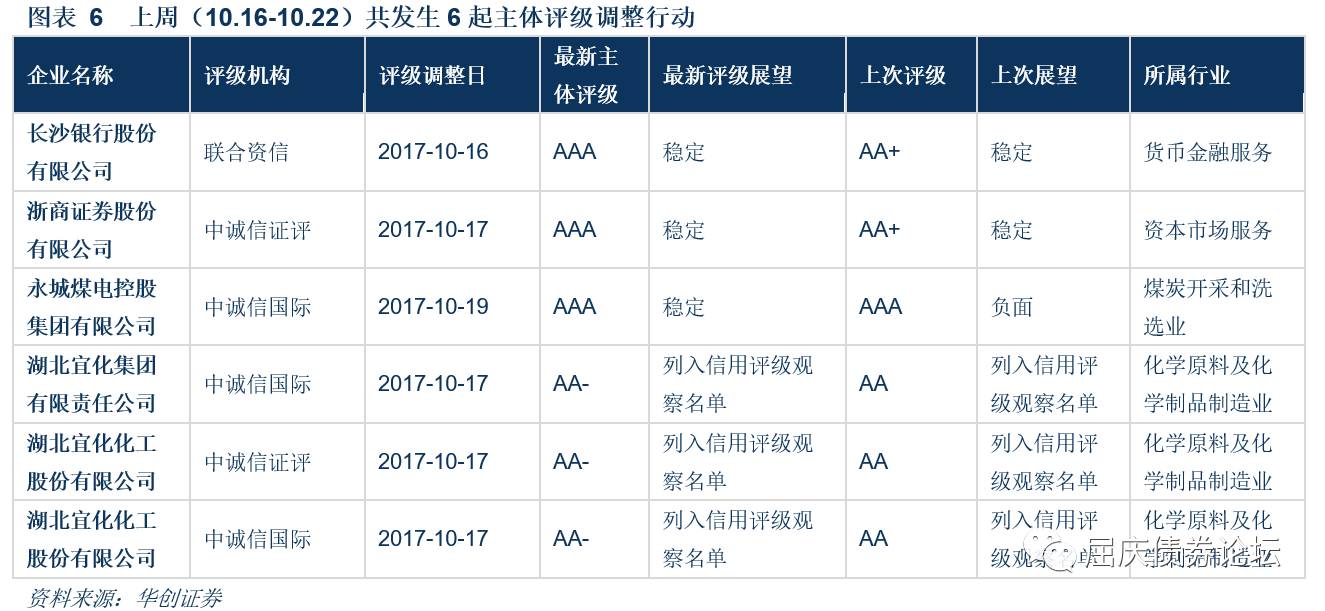 图表 6 上周（10.16-10.22）共发生 6 起主体评级调整行动
企业名称 评级机构 评级调整日 最新主体评级 最新评级展望 上次评级 上次展望 所属行业
长沙银行股份有限公司 联合资信 2017-10-16 AAA 稳定 AA+ 稳定 货币金融服务
浙商证券股份有限公司 中诚信证评 2017-10-17 AAA 稳定 AA+ 稳定 资本市场服务
永城煤电控股集团有限公司 中诚信国际 2017-10-19 AAA 稳定 AAA 负面 煤炭开采和洗选业
湖北宜化集团有限责任公司 中诚信国际 2017-10-17 AA- 列入信用评级观察名单 AA 列入信用评级观察名单 化学原料及化学制品制造业
湖北宜化化工股份有限公司 中诚信证评 2017-10-17 AA- 列入信用评级观察名单 AA 列入信用评级观察名单 化学原料及化学制品制造业
湖北宜化化工股份有限公司 中诚信国际 2017-10-17 AA- 列入信用评级观察名单 AA 列入信用评级观察名单 化学原料及化学制品制造业
屈庆债券论坛
资料来源：华创证券